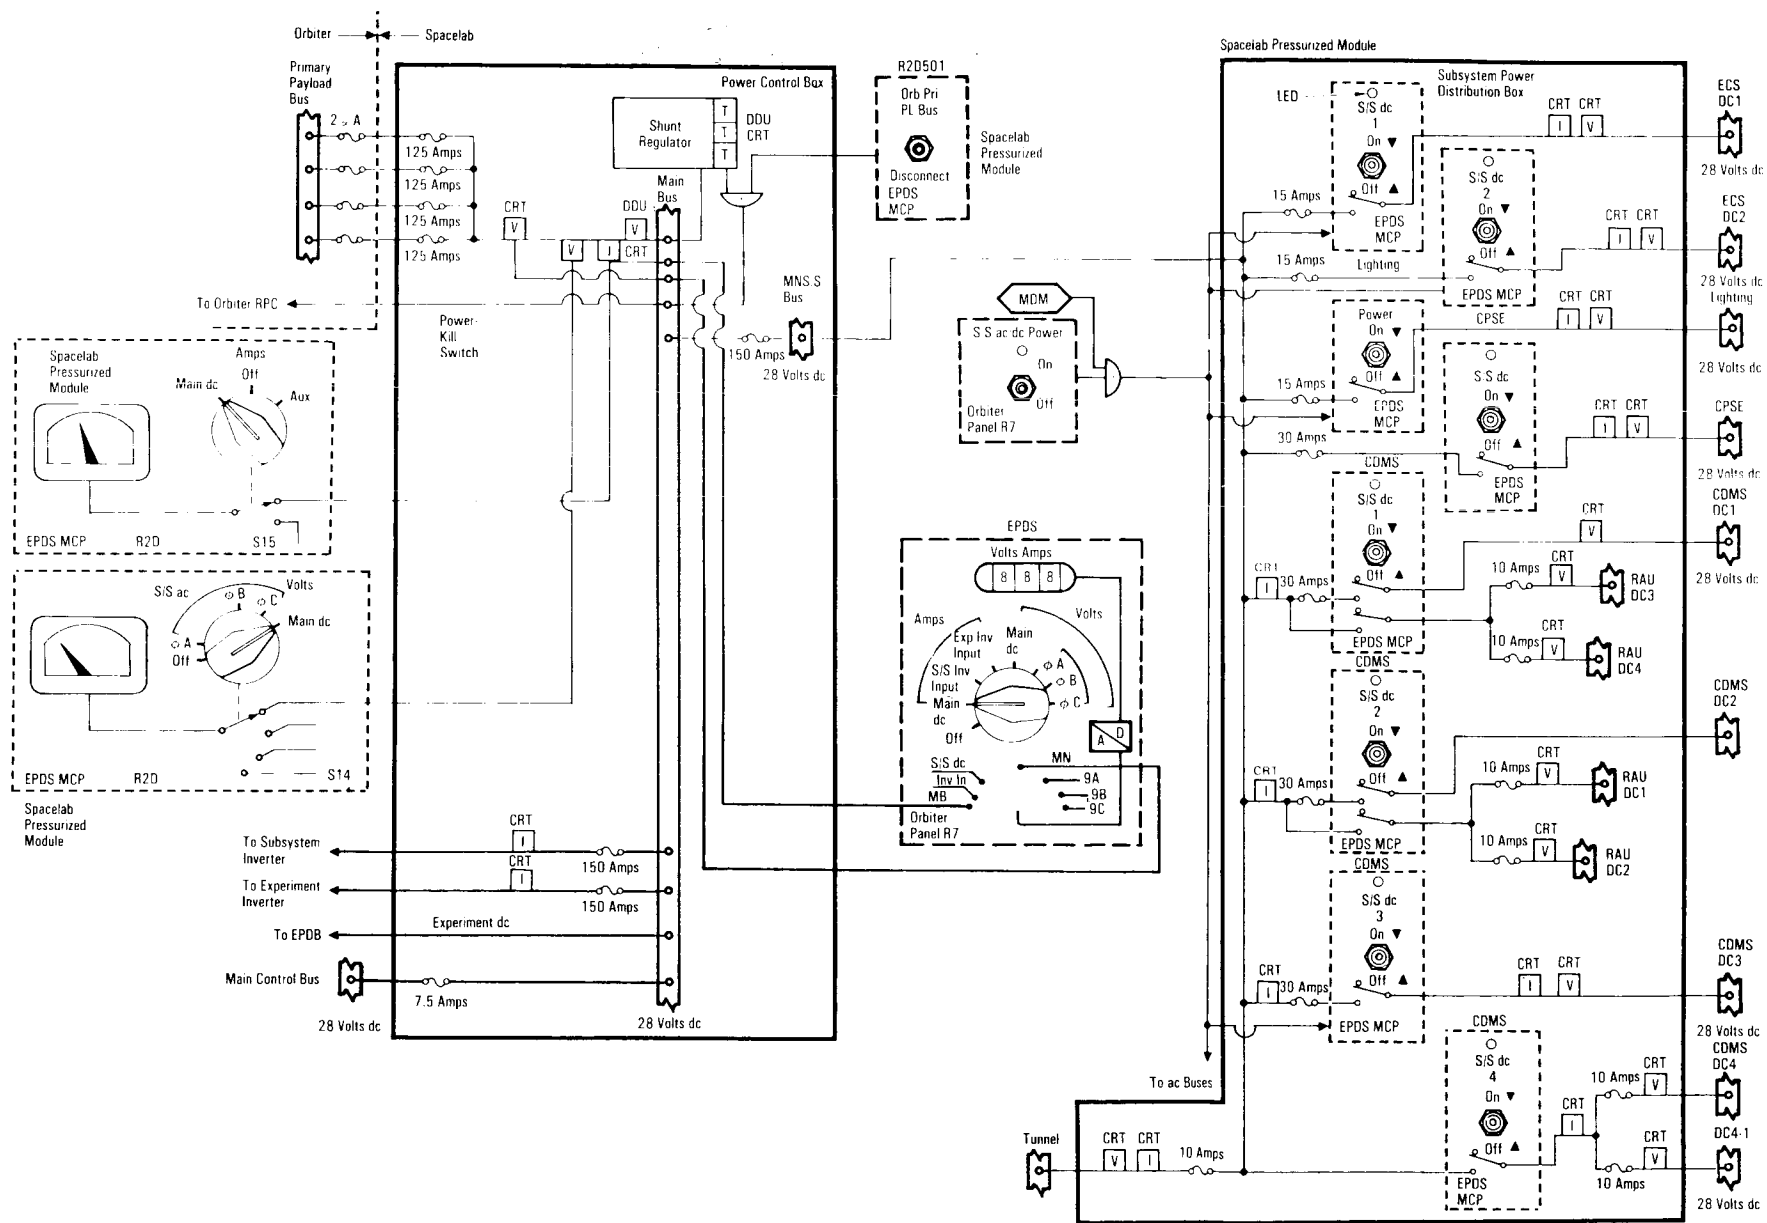 Orbiter
Spacelab
Primary
Payload
Bus
125 Amps
125 Amps
125 Amps
125 Amps
Power Control Box
Shunt
Regulator
T
T
T
DDU
CRT
Main
Bus
CRT
V
DDU
V
V
I
CRT
To Orbiter RPC
Power-
Kill
Switch
MNS.S
Bus
150 Amps
28 Volts dc
R2D501
Orb Pri
PL Bus
Disconnect
EPDS
MCP
Spacelab
Pressurized
Module
Spacelab
Pressurized
Module
Amps
Off
Main dc
Aux
EPDS MCP
R2D
S15
S/S ac
Volts
ϕ B
ϕ C
Main dc
ϕ A
Off
EPDS MCP
R2D
S14
Spacelab
Pressurized
Module
To Subsystem
Inverter
CRT
I
150 Amps
To Experiment
Inverter
CRT
I
150 Amps
To EPDB
Experiment dc
Main Control Bus
7.5 Amps
28 Volts dc
28 Volts dc
MDM
S S ac dc Power
On
Off
Orbiter
Panel R7
EPDS
Volts Amps
8 8 8
Amps
Volts
Exp Inv
Input
Main
dc
S/S Inv
Input
ϕ A
ϕ B
ϕ C
Main
dc
Off
A D
S/S dc
Inv In
MB
MN
9A
9B
9C
Orbiter
Panel R7
Spacelab Pressurized Module
Subsystem Power
Distribution Box
LED
S/S dc
1
On
Off
EPDS
MCP
15 Amps
CRT CRT
I V
ECS
DC1
28 Volts dc
Lighting
S/S dc
2
On
Off
EPDS MCP
15 Amps
CRT CRT
I V
ECS
DC2
28 Volts dc
Lighting
Power
On
Off
EPDS
MCP
15 Amps
CPSE
CRT CRT
I V
28 Volts dc
S.S dc
On
Off
EPDS
MCP
30 Amps
CRT CRT
I V
CPSE
28 Volts dc
CDMS
S/S dc
1
On
Off
EPDS MCP
CRT
I
30 Amps
CRT
V
CDMS
DC1
28 Volts dc
10 Amps
CRT
V
RAU
DC3
10 Amps
CRT
V
RAU
DC4
CDMS
S/S dc
2
On
Off
EPDS MCP
CRT
I
30 Amps
CDMS
DC2
10 Amps
CRT
V
RAU
DC1
10 Amps
CRT
V
RAU
DC2
CDMS
S/S dc
3
On
Off
EPDS MCP
CRT
I
30 Amps
CRT CRT
I V
CDMS
DC3
28 Volts dc
CDMS
S/S dc
4
On
Off
EPDS
MCP
CRT
I
10 Amps
CRT
V
CDMS
DC4
10 Amps
CRT
V
DC4-1
28 Volts dc
To ac Buses
Tunnel
CRT CRT
V I
10 Amps